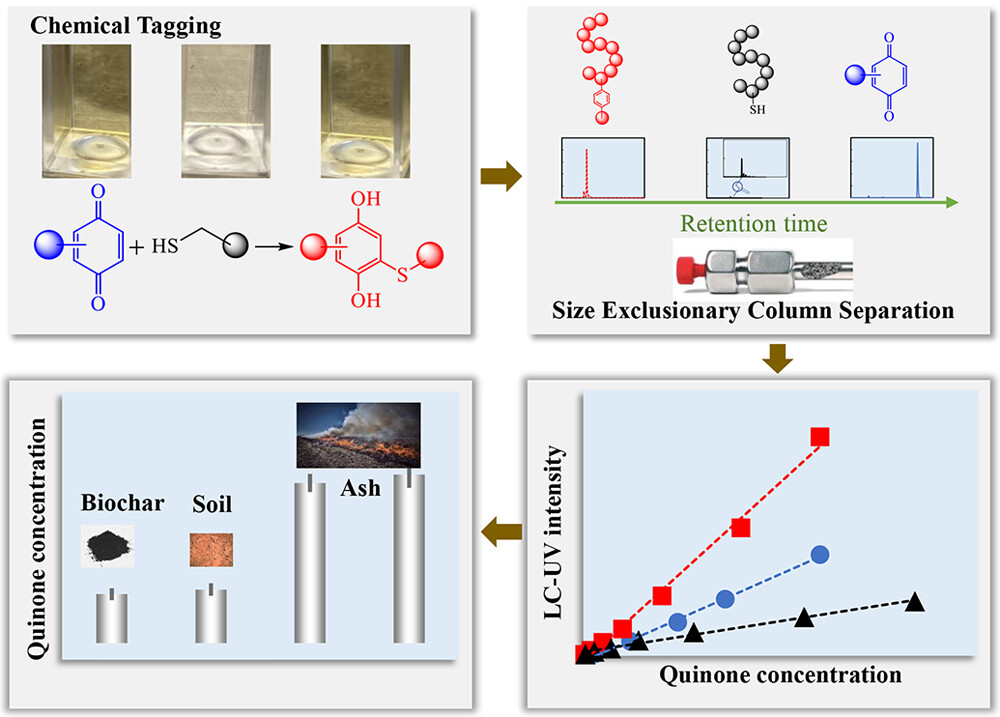 Chemical Tagging
O
O
+
HS
OH
S
OH
SH
O
O
Retention time
Size Exclusionary Column Separation
Quinone concentration
Biochar
Soil
Ash
LC-UV intensity
Quinone concentration